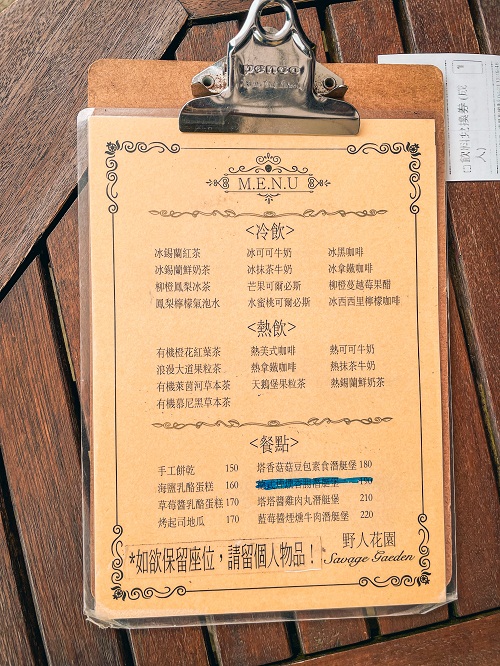 M.E.N.U
<冷飲>
冰錫蘭紅茶 冰可可牛奶 冰黑咖啡
冰錫蘭鮮奶茶 冰抹茶牛奶 冰拿鐵咖啡
柳橙鳳梨冰茶 芒果可爾必斯 柳橙蔓越莓果醋
鳳梨檸檬氣泡水 水蜜桃可爾必斯 冰西西里檸檬咖啡
<熱飲>
有機橙花紅葉茶 熱美式咖啡 熱可可牛奶
浪漫大道果粒茶 熱拿鐵咖啡 熱抹茶牛奶
有機萊茵河草本茶 天鵝堡果粒茶 熱錫蘭鮮奶茶
有機慕尼黑草本茶
<餐點>
手工餅乾 150 塔香菇菇豆包素食潛艇堡 180
海鹽乳酪蛋糕 160
草莓醬乳酪蛋糕 170 塔塔醬雞肉丸潛艇堡 210
烤起司地瓜 170 藍莓醬煙燻牛肉潛艇堡 220
*如欲保留座位，請留個人物品！
野人花園
Savage Gaeden